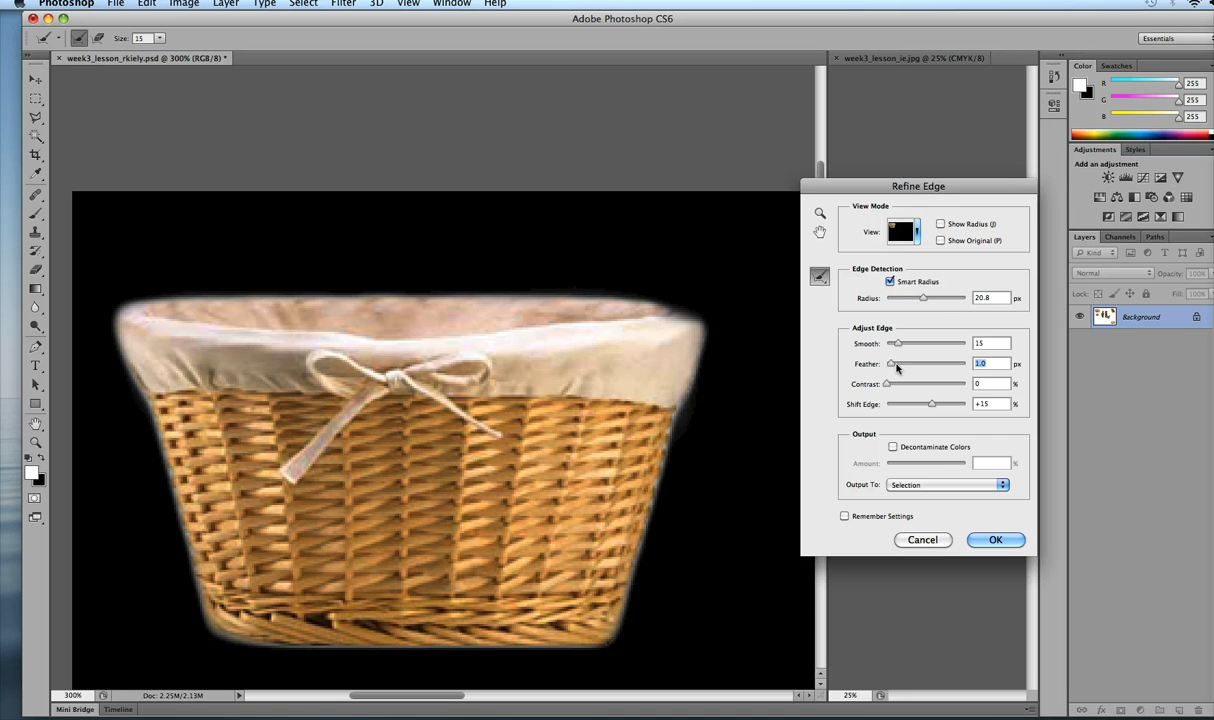 Photoshop File Edit Image Layer Type Select Filter 3D View Window Help
Adobe Photoshop CS6
Size: 15
Essentials
week3_lesson_rkiely.psd @ 300% (RGB/8) *
week3_lesson_ie.jpg @ 25% (CMYK/8)
Color Swatches
R 255
G 255
B 255
Adjustments Styles
Add an adjustment
Layers Channels Paths
Kind
Normal Opacity: 100%
Lock: Fill: 100%
Background
Refine Edge
View Mode
View:
Show Radius (J)
Show Original (P)
Edge Detection
Smart Radius
Radius: 20.8 px
Adjust Edge
Smooth: 15
Feather: 1.0 px
Contrast: 0 %
Shift Edge: +15 %
Output
Decontaminate Colors
Amount: %
Output To: Selection
Remember Settings
Cancel OK
300% Doc: 2.25M/2.13M
25%
Mini Bridge Timeline